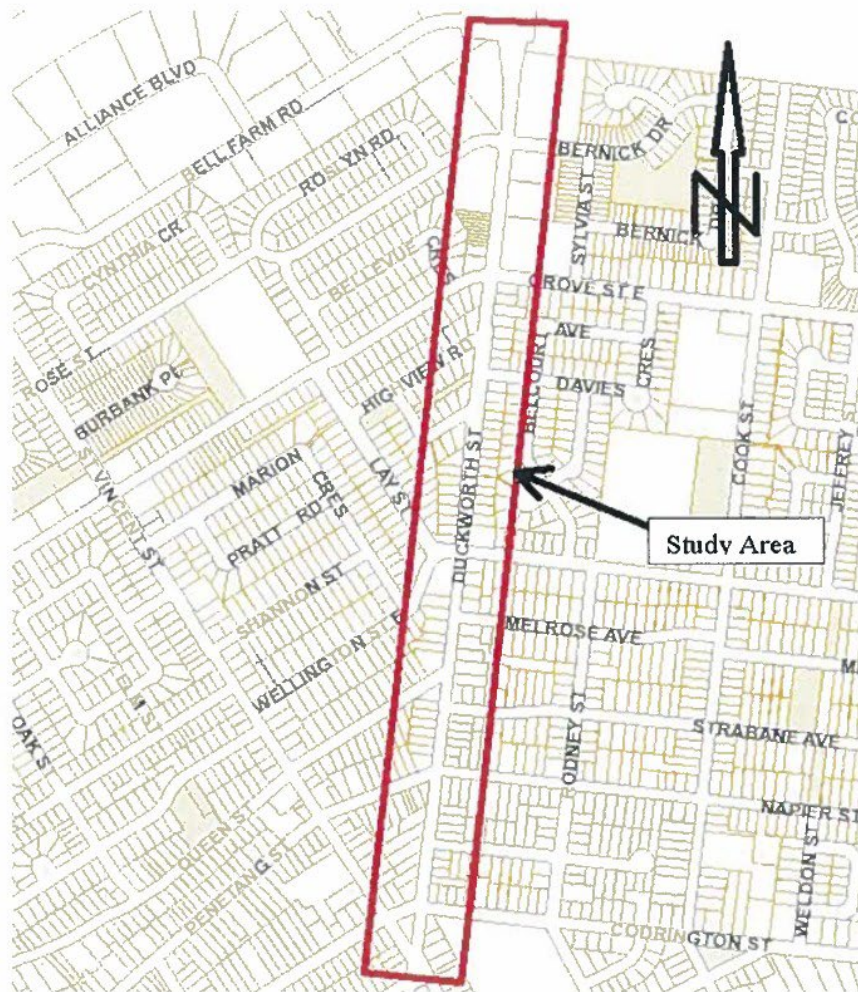 ALLIANCE BLVD
BELL FARM RD
ROSLYN RD
BERNICK DR
SYLVIA ST
BERNICK
N
CYNTHIA CR
BELLEVUE
CRES
GROVE ST E
AVE
ROSE ST
BURBANK PL
HIGHVIEW R
BELCOURT
DAVIES
CRES
COOK ST
JEFFREY S
MARION
CRES
LAY ST
DUCKWORTH ST
Study Area
ST VINCENT ST
PRATT RD
SHANNON ST
WELLINGTON ST E
MELROSE AVE
M
ELM ST
OAK S
ODNEY ST
STRABANE AVE
NAPIER ST
QUEEN S
PENETANG ST
WELDON ST
CODRINGTON ST